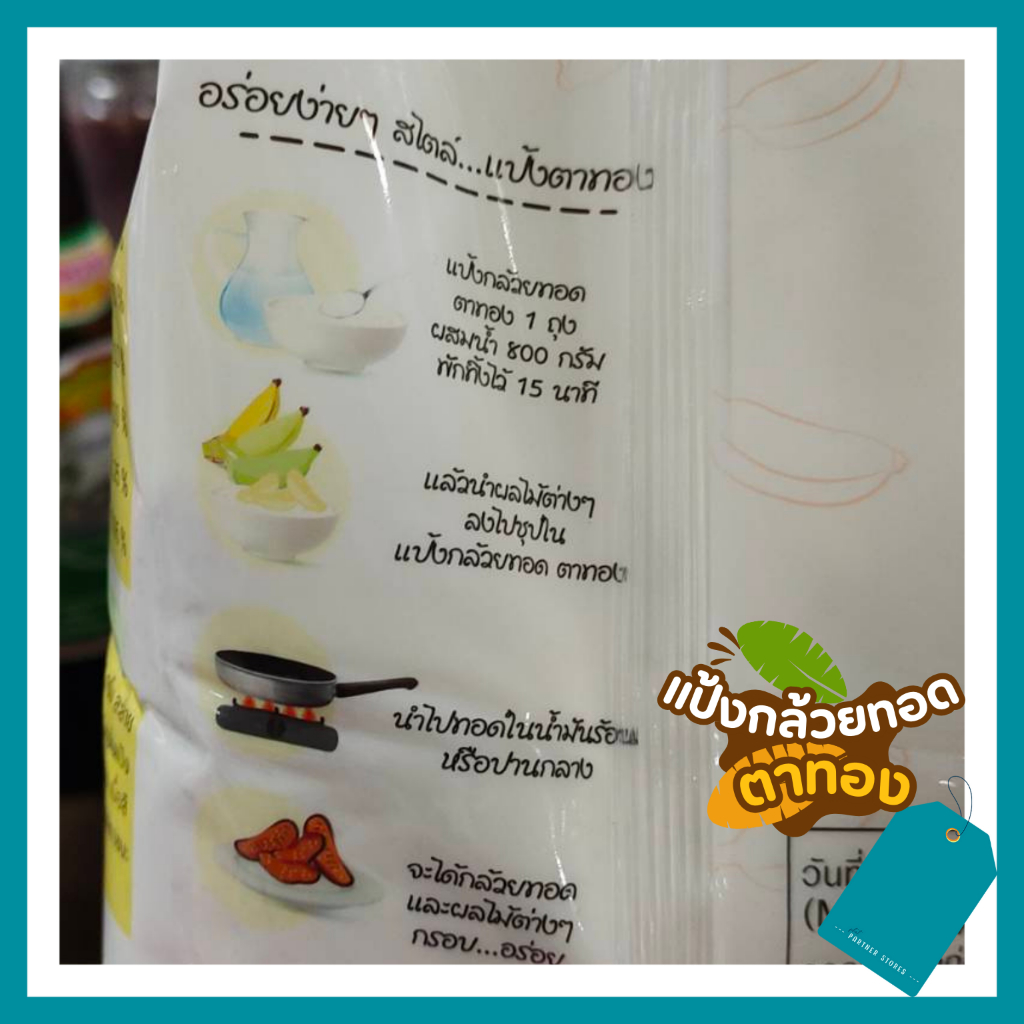 อร่อยง่ายๆ สไตล์...แป้งตาทอง
แป้งกล้วยทอด
ตาทอง 1 ถุง
ผสมน้ำ 800 กรัม
พักทิ้งไว้ 15 นาที
แล้วนำผลไม้ต่างๆ
ลงไปชุปใน
แป้งกล้วยทอด ตาทอง
นำไปทอดในน้ำมันร้อน
หรือปานกลาง
จะได้กล้วยทอด
และผลไม้ต่างๆ
กรอบ...อร่อย
แป้งกล้วยทอด
ตาทอง
... PARTNER STORES ...